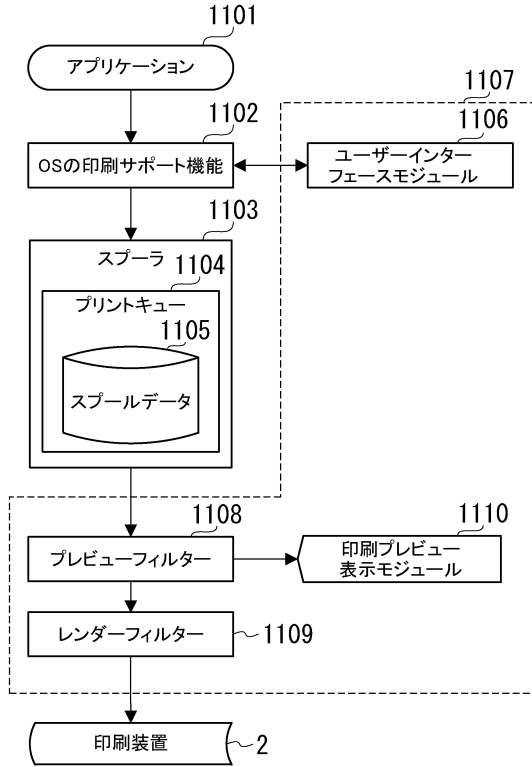 1101
アプリケーション
1107
1102
1106
OSの印刷サポート機能
ユーザーインター
フェースモジュール
1103
スプーラ
1104
プリントキュー
1105
スプールデータ
1108
1110
プレビューフィルター
印刷プレビュー
表示モジュール
レンダーフィルター
1109
印刷装置
2